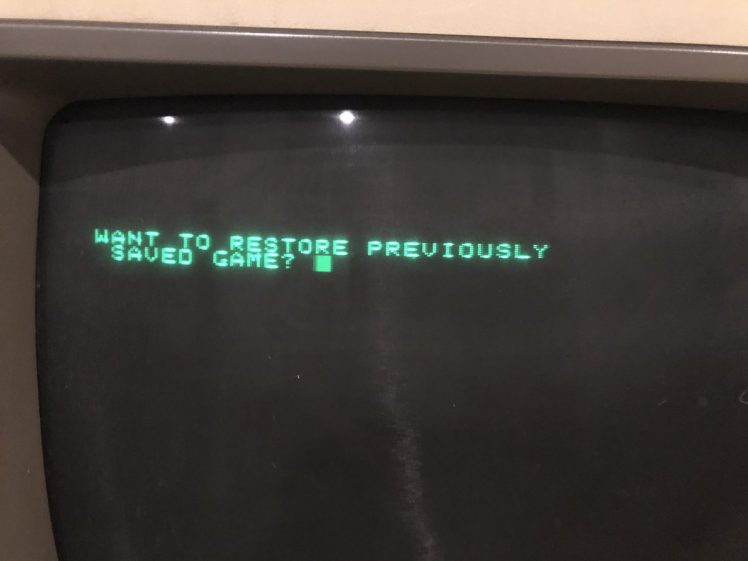 WANT TO RESTORE PREVIOUSLY
SAVED GAME?